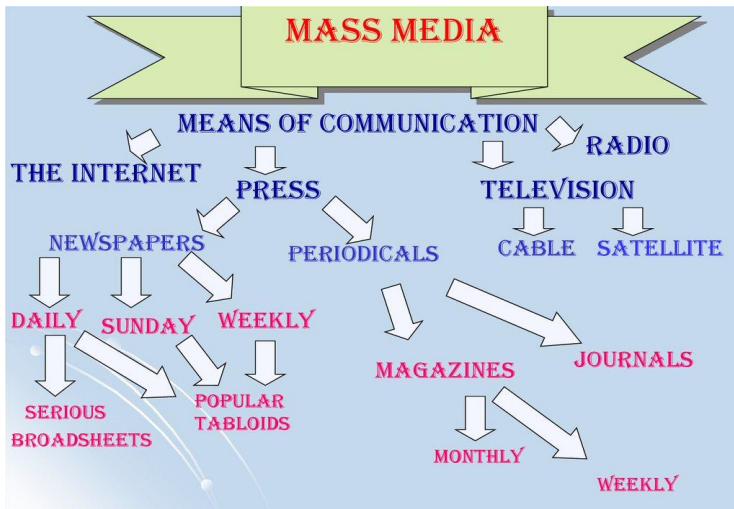 MASS MEDIA
MEANS OF COMMUNICATION
RADIO
THE INTERNET
PRESS
TELEVISION
NEWSPAPERS
PERIODICALS
CABLE
SATELLITE
DAILY
SUNDAY
WEEKLY
MAGAZINES
JOURNALS
SERIOUS
BROADSHEETS
POPULAR
TABLOIDS
MONTHLY
WEEKLY